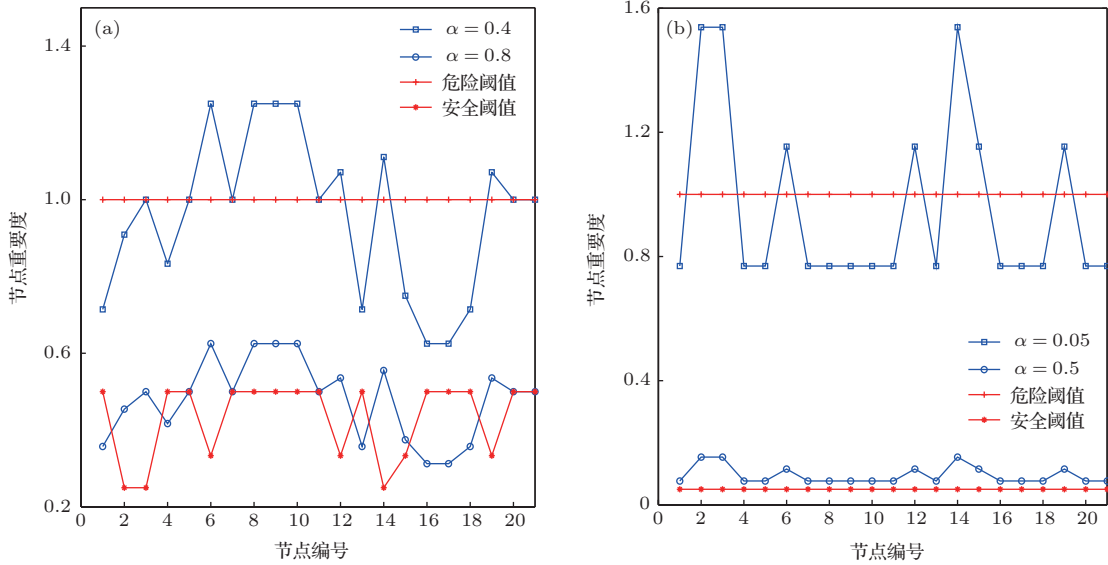 (a)
α = 0.4
α = 0.8
危险阈值
安全阈值
1.4
1.0
0.6
0.2
节点重要度
0 2 4 6 8 10 12 14 16 18 20
节点编号
(b)
1.6
1.2
0.8
0.4
0
节点重要度
α = 0.05
α = 0.5
危险阈值
安全阈值
0 2 4 6 8 10 12 14 16 18 20
节点编号